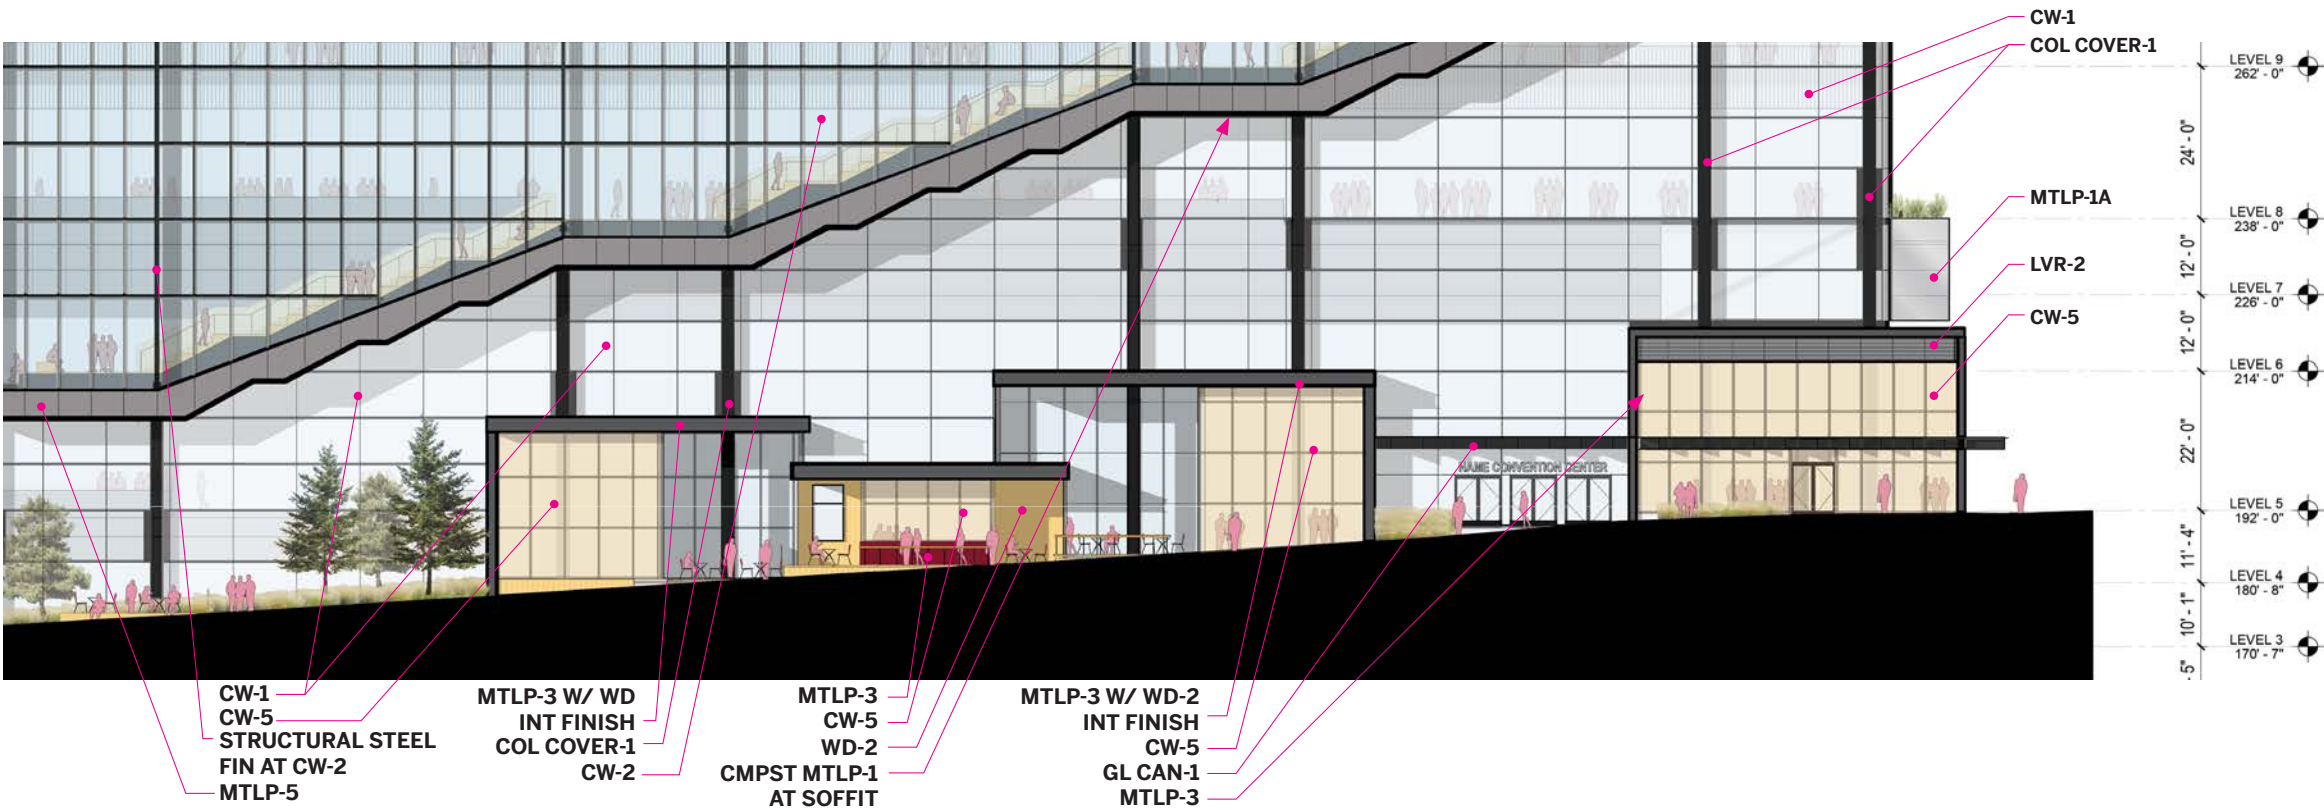 CW-1
COL COVER-1
LEVEL 9
262' - 0"
24' - 0"
MTLP-1A
LEVEL 8
238' - 0"
12' - 0"
LVR-2
LEVEL 7
226' - 0"
CW-5
12' - 0"
LEVEL 6
214' - 0"
22' - 0"
NAME CONVENTION CENTER
LEVEL 5
192' - 0"
11' - 4"
LEVEL 4
180' - 8"
10' - 1"
LEVEL 3
170' - 7"
5"
CW-1
CW-5
STRUCTURAL STEEL
FIN AT CW-2
MTLP-5
MTLP-3 W/ WD
INT FINISH
COL COVER-1
CW-2
MTLP-3
CW-5
WD-2
CMPST MTLP-1
AT SOFFIT
MTLP-3 W/ WD-2
INT FINISH
CW-5
GL CAN-1
MTLP-3